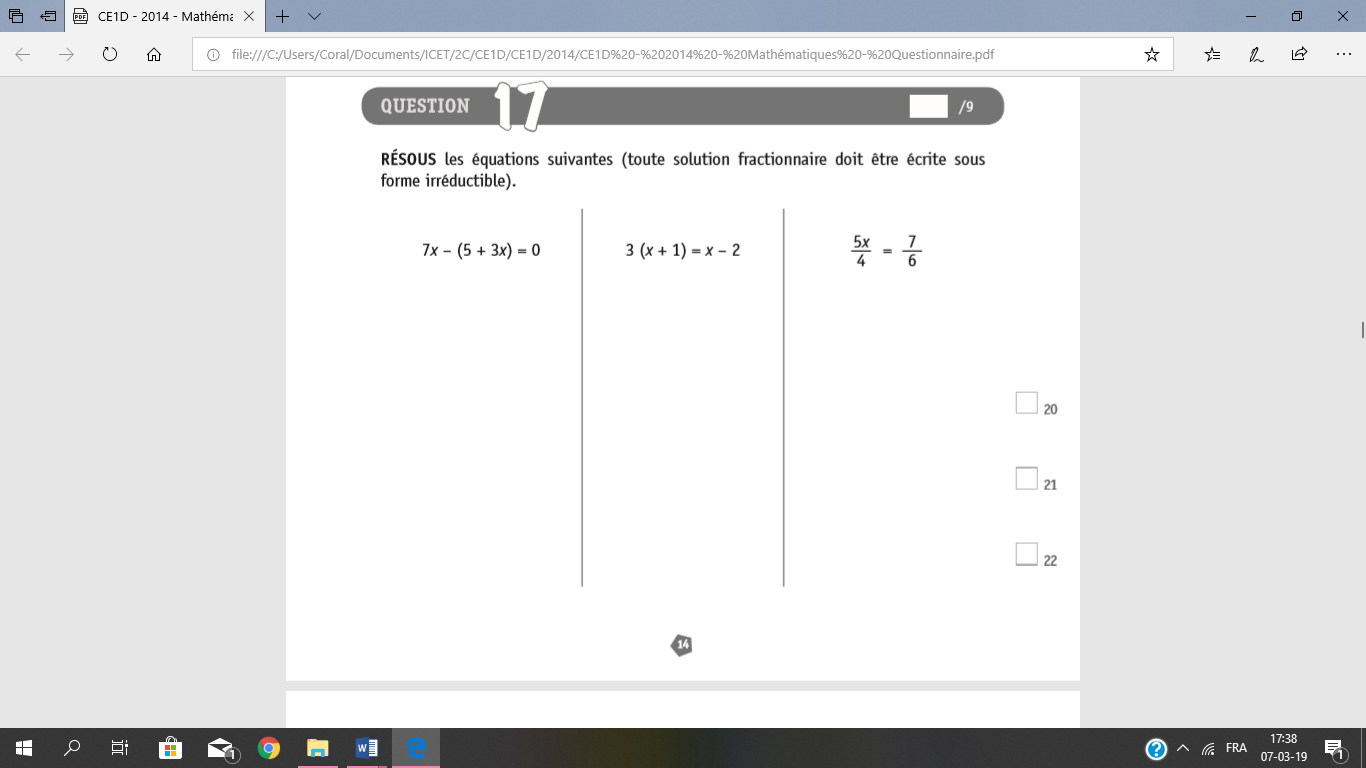 CE1D - 2014 - Mathéma
file:///C:/Users/Coral/Documents/ICET/2C/CE1D/CE1D/2014/CE1D%20-%202014%20-%20Mathématiques%20-%20Questionnaire.pdf
QUESTION 17 /9
RÉSOUS les équations suivantes (toute solution fractionnaire doit être écrite sous
forme irréductible).
7x – (5 + 3x) = 0
3 (x + 1) = x – 2
5x/4 = 7/6
20
21
22
14
FRA
17:38
07-03-19
1
1